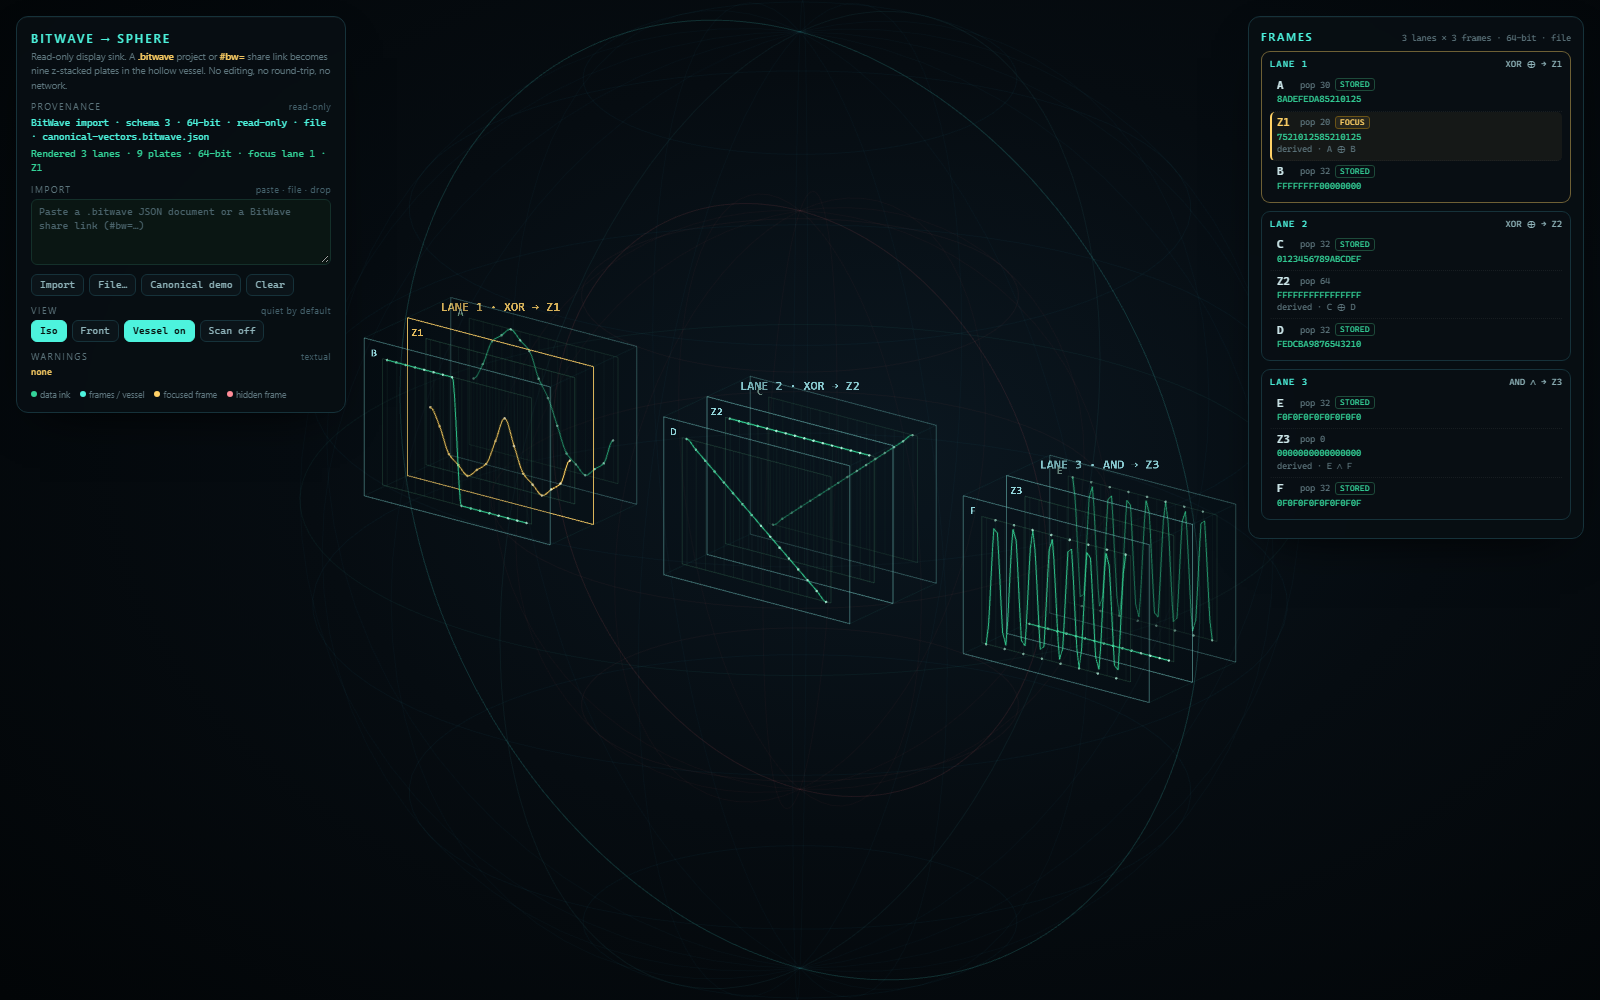 BITWAVE → SPHERE
Read-only display sink. A .bitwave project or #bw= share link becomes
nine z-stacked plates in the hollow vessel. No editing, no round-trip, no
network.
PROVENANCE read-only
BitWave import · schema 3 · 64-bit · read-only · file
· canonical-vectors.bitwave.json
Rendered 3 lanes · 9 plates · 64-bit · focus lane 1 ·
Z1
IMPORT paste · file · drop
Paste a .bitwave JSON document or a BitWave
share link (#bw=…)
Import File… Canonical demo Clear
VIEW quiet by default
Iso Front Vessel on Scan off
WARNINGS textual
none
data ink frames / vessel focused frame hidden frame
LANE 1 · XOR → Z1
A
Z1
B
LANE 2 · XOR → Z2
C
Z2
D
LANE 3 · AND → Z3
E
Z3
F
FRAMES 3 lanes × 3 frames · 64-bit · file
LANE 1 XOR ⊕ → Z1
A pop 30 STORED
8ADEFEDA85210125
Z1 pop 20 FOCUS
7521012585210125
derived · A ⊕ B
B pop 32 STORED
FFFFFFFF00000000
LANE 2 XOR ⊕ → Z2
C pop 32 STORED
0123456789ABCDEF
Z2 pop 64
FFFFFFFFFFFFFFFF
derived · C ⊕ D
D pop 32 STORED
FEDCBA9876543210
LANE 3 AND ∧ → Z3
E pop 32 STORED
F0F0F0F0F0F0F0F0
Z3 pop 0
0000000000000000
derived · E ∧ F
F pop 32 STORED
0F0F0F0F0F0F0F0F